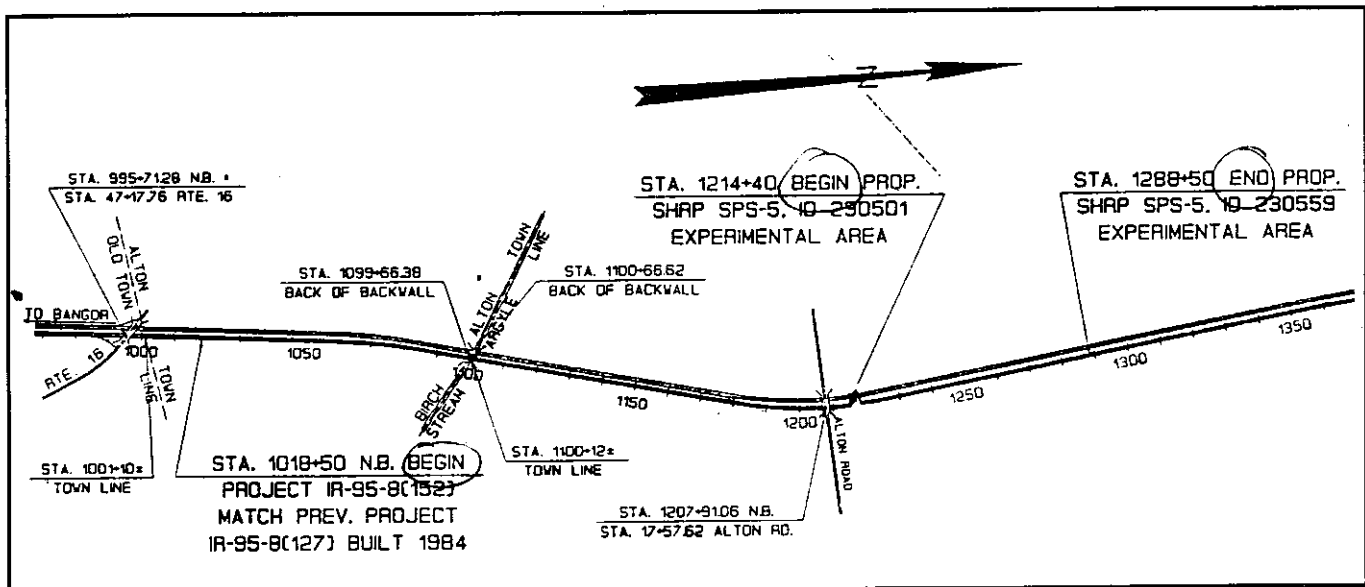 Z
STA. 995+71.28 N.B. =
STA. 47+17.76 RTE. 16
STA. 1214+40 BEGIN PROP.
SHRP SPS-5, ID 230501
EXPERIMENTAL AREA
STA. 1288+50 END PROP.
SHRP SPS-5, ID 230559
EXPERIMENTAL AREA
ALTON
OLD TOWN
TOWN
LINE
STA. 1099+66.38
BACK OF BACKWALL
STA. 1100+66.62
BACK OF BACKWALL
TOWN
LINE
ALTON
ARGYLE
TO BANGOR
RTE. 16
1000
1050
1100
1150
1200
1250
1300
1350
BIRCH
STREAM
ALTON ROAD
STA. 1001+10±
TOWN LINE
STA. 1018+50 N.B. BEGIN
PROJECT IR-95-8(152)
MATCH PREV. PROJECT
IR-95-8(127) BUILT 1984
STA. 1100+12±
TOWN LINE
STA. 1207+91.06 N.B.
STA. 17+57.62 ALTON RD.